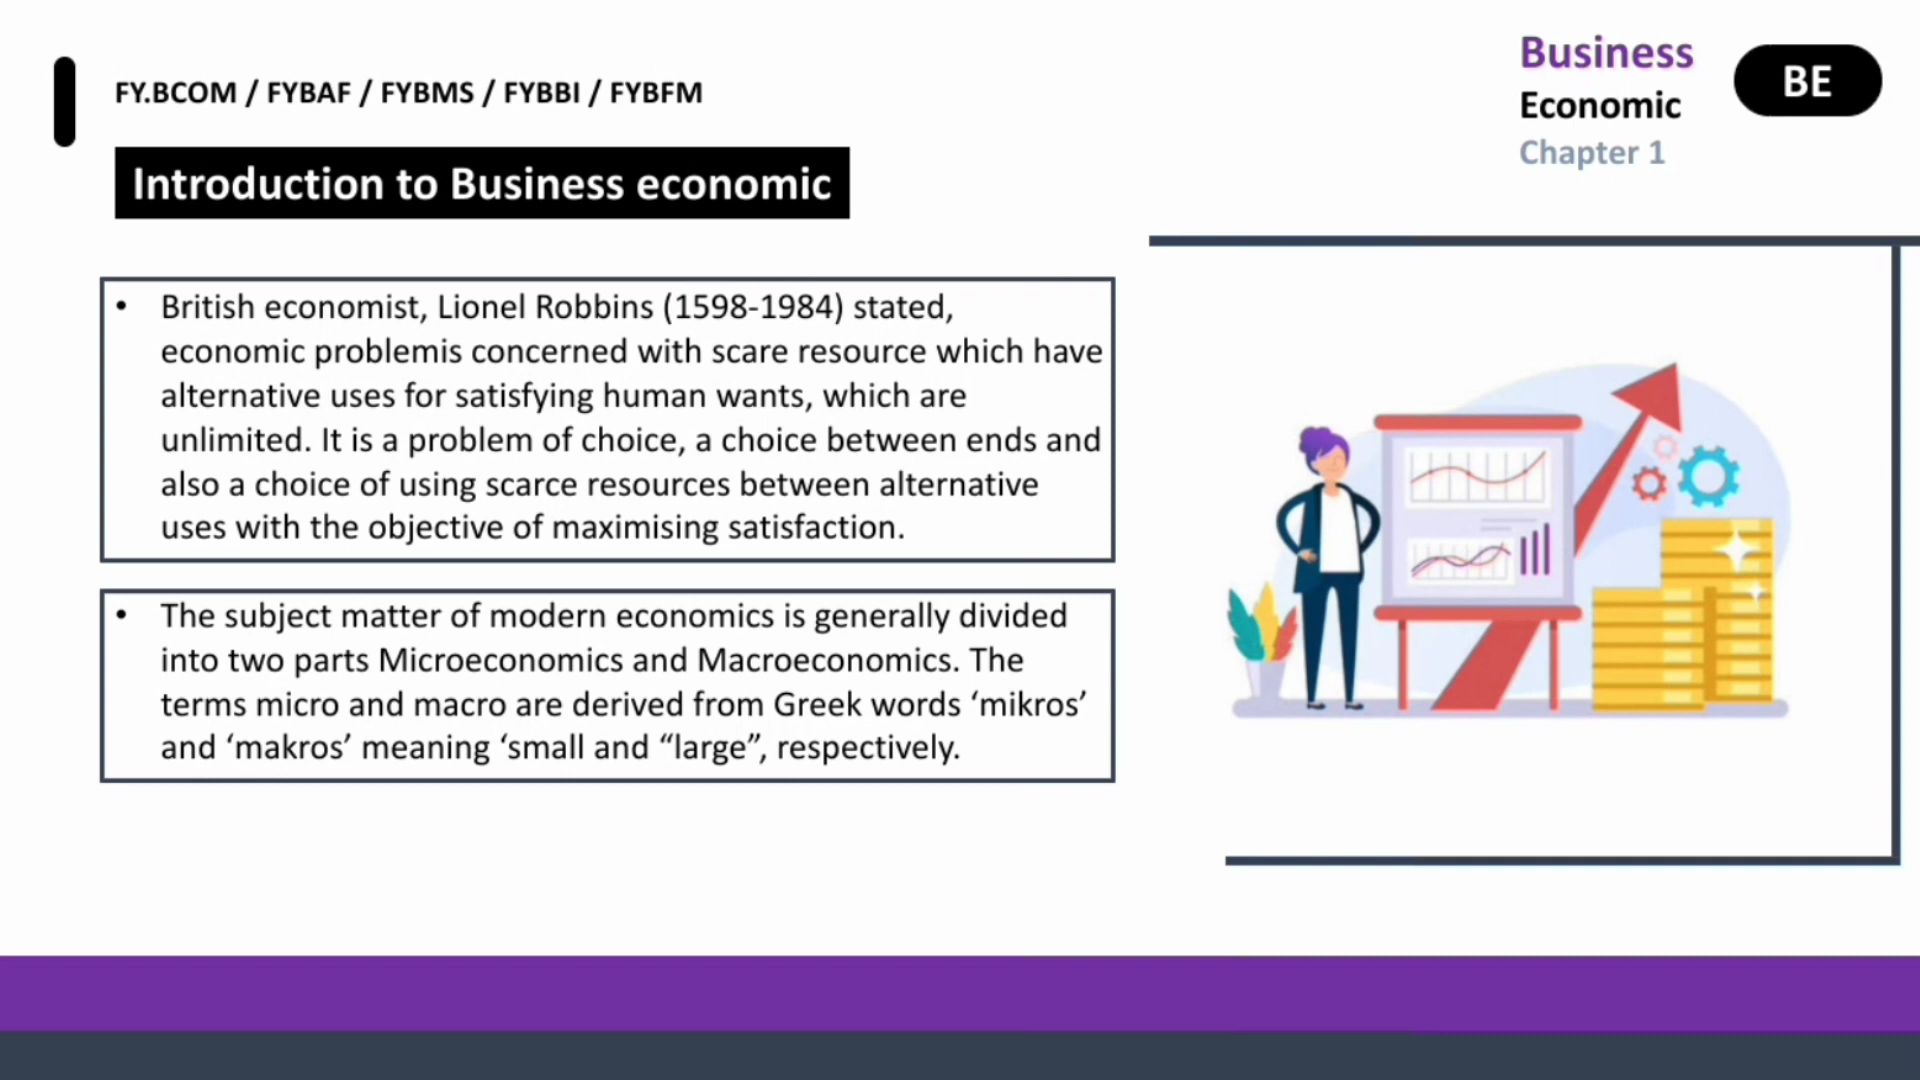 FY.BCOM / FYBAF / FYBMS / FYBBI / FYBFM
Introduction to Business economic
Business
Economic
Chapter 1
BE
• British economist, Lionel Robbins (1598-1984) stated,
economic problemis concerned with scare resource which have
alternative uses for satisfying human wants, which are
unlimited. It is a problem of choice, a choice between ends and
also a choice of using scarce resources between alternative
uses with the objective of maximising satisfaction.
• The subject matter of modern economics is generally divided
into two parts Microeconomics and Macroeconomics. The
terms micro and macro are derived from Greek words ‘mikros’
and ‘makros’ meaning ‘small and “large”, respectively.